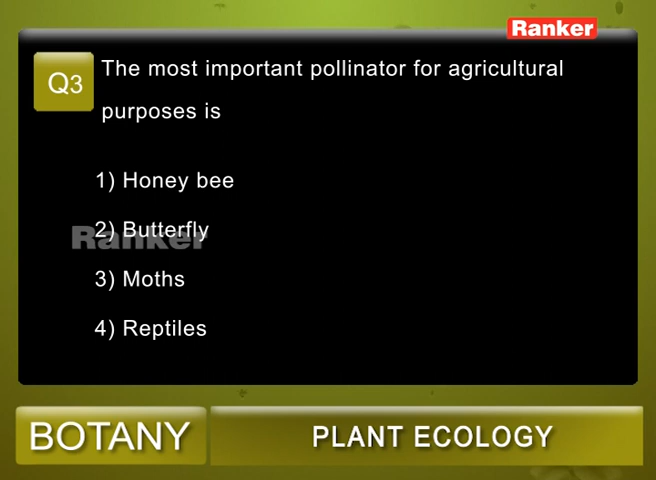 Ranker
Q3
The most important pollinator for agricultural
purposes is
1) Honey bee
2) Butterfly
Ranker
3) Moths
4) Reptiles
BOTANY
PLANT ECOLOGY